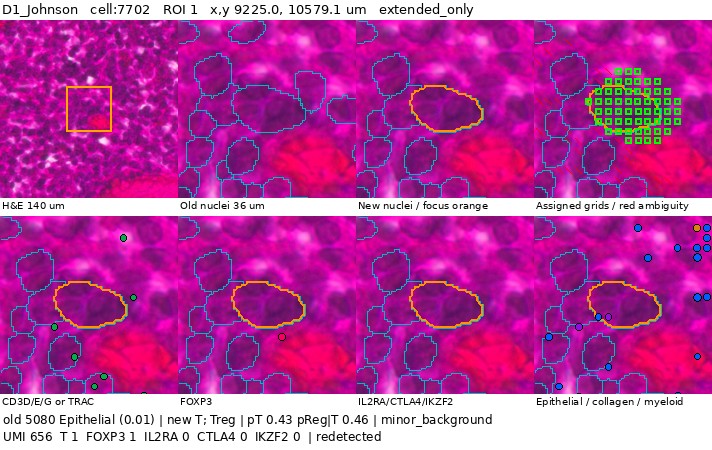 D1_Johnson   cell:7702   ROI 1   x,y 9225.0, 10579.1 um   extended_only
H&E 140 um
Old nuclei 36 um
New nuclei / focus orange
Assigned grids / red ambiguity
CD3D/E/G or TRAC
FOXP3
IL2RA/CTLA4/IKZF2
Epithelial / collagen / myeloid
old 5080 Epithelial (0.01) | new T; Treg | pT 0.43 pReg|T 0.46 | minor_background
UMI 656  T 1  FOXP3 1  IL2RA 0  CTLA4 0  IKZF2 0  | redetected